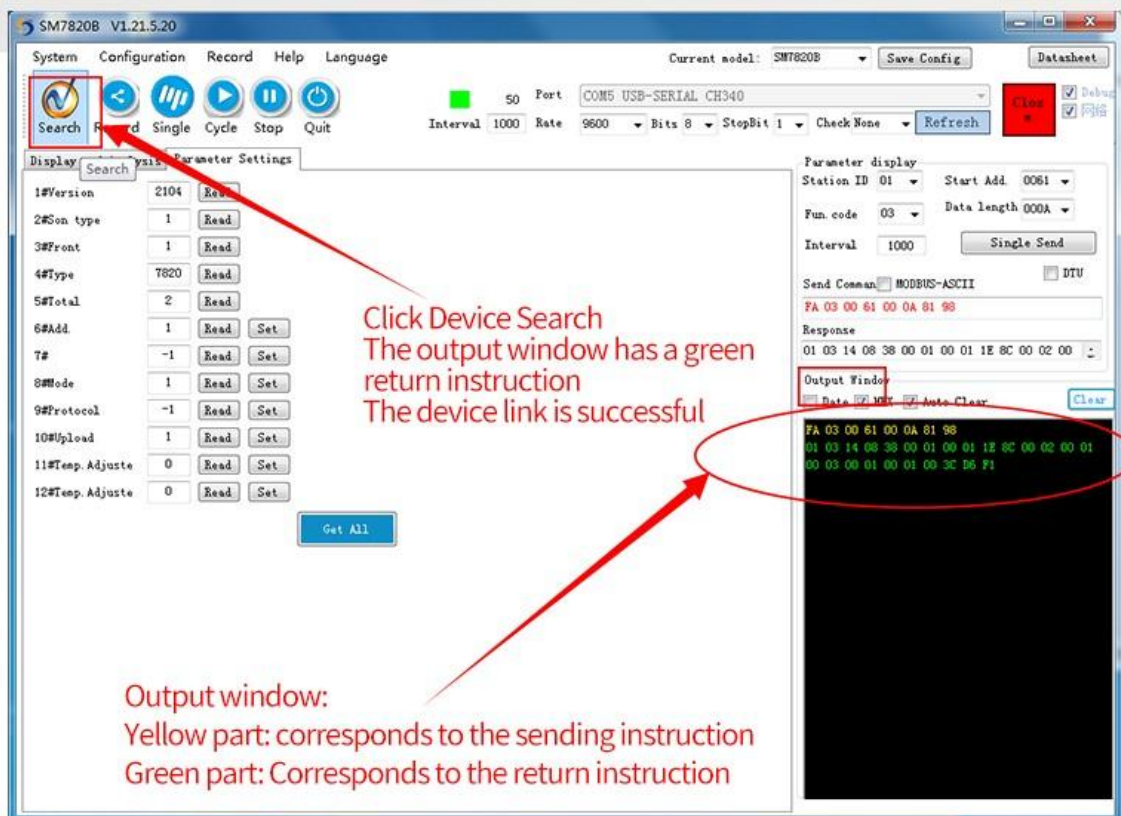 SM7820B V1.21.5.20
System Configuration Record Help Language
Current model: SM7820B Save Config Datasheet
Search Record Single Cycle Stop Quit
50 Port COM5 USB-SERIAL CH340
Interval 1000 Rate 9600 Bits 8 StopBit 1 Check None Refresh
Debug
网络
Display Parameter Settings
Search
1#Version 2104 Read
2#Son type 1 Read
3#Front 1 Read
4#Type 7820 Read
5#Total 2 Read
6#Add. 1 Read Set
7# -1 Read Set
8#Mode 1 Read Set
9#Protocol -1 Read Set
10#Upload 1 Read Set
11#Temp.Adjuste 0 Read Set
12#Temp.Adjuste 0 Read Set
Get All
Click Device Search
The output window has a green
return instruction
The device link is successful
Output window:
Yellow part: corresponds to the sending instruction
Green part: Corresponds to the return instruction
Parameter display
Station ID 01 Start Add. 0061
Fun. code 03 Data length 000A
Interval 1000 Single Send
DTU
Send Comman MODBUS-ASCII
FA 03 00 61 00 0A 81 98
Response
01 03 14 08 38 00 01 00 01 1E 8C 00 02 00
Output Window
Date HEX Auto Clear Clear
FA 03 00 61 00 0A 81 98
01 03 14 08 38 00 01 00 01 1E 8C 00 02 00 01
00 03 00 01 00 01 00 3C D6 F1